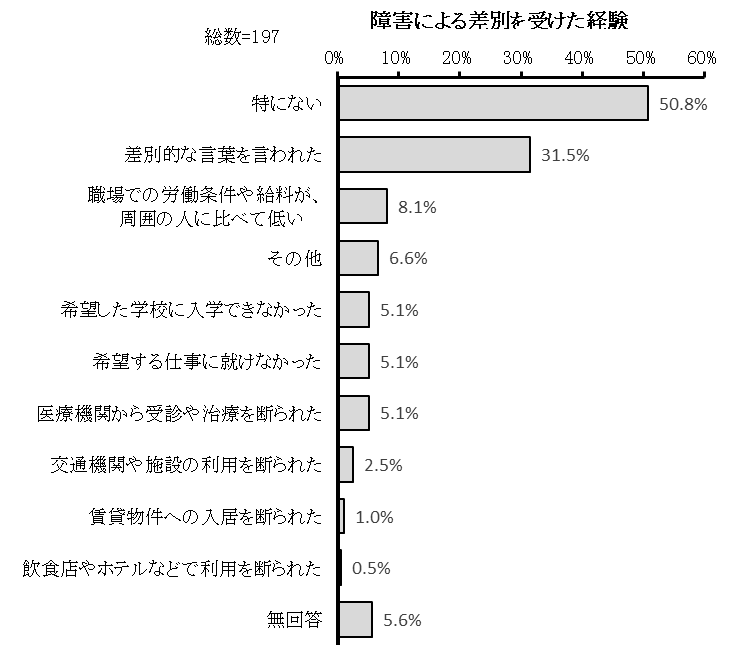 障害による差別を受けた経験
総数=197
0% 10% 20% 30% 40% 50% 60%
特にない 50.8%
差別的な言葉を言われた 31.5%
職場での労働条件や給料が、
周囲の人に比べて低い 8.1%
その他 6.6%
希望した学校に入学できなかった 5.1%
希望する仕事に就けなかった 5.1%
医療機関から受診や治療を断られた 5.1%
交通機関や施設の利用を断られた 2.5%
賃貸物件への入居を断られた 1.0%
飲食店やホテルなどで利用を断られた 0.5%
無回答 5.6%